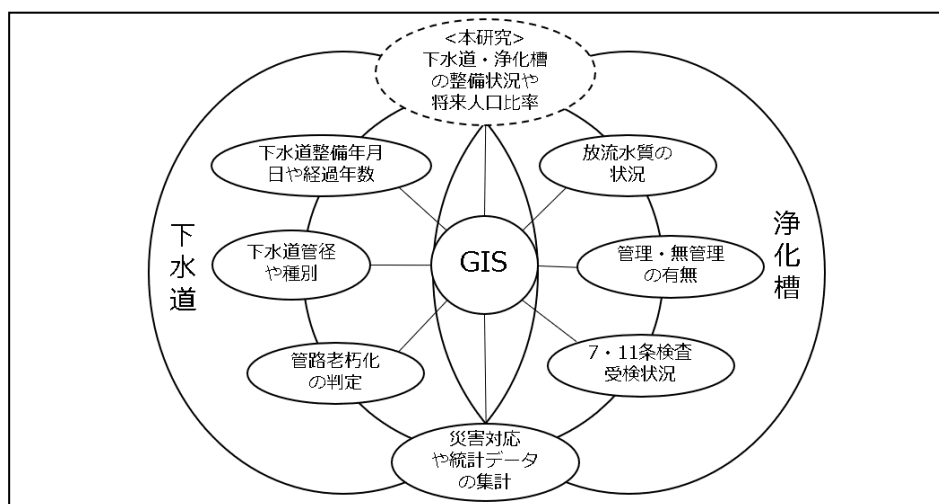 <本研究>
下水道・浄化槽
の整備状況や
将来人口比率
下水道整備年月
日や経過年数
放流水質の
状況
下水道
下水道管径
や種別
GIS
管理・無管理
の有無
浄化槽
管路老朽化
の判定
7・11条検査
受検状況
災害対応
や統計データ
の集計